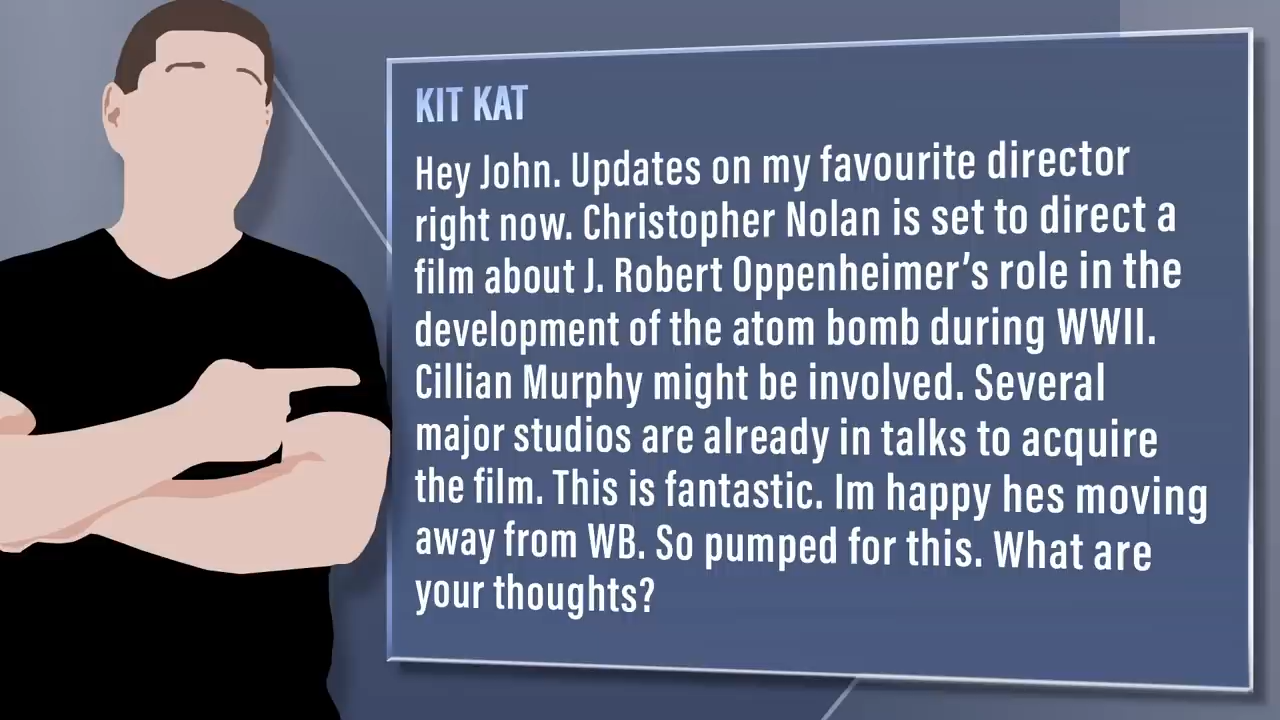 KIT KAT
Hey John. Updates on my favourite director
right now. Christopher Nolan is set to direct a
film about J. Robert Oppenheimer’s role in the
development of the atom bomb during WWII.
Cillian Murphy might be involved. Several
major studios are already in talks to acquire
the film. This is fantastic. Im happy hes moving
away from WB. So pumped for this. What are
your thoughts?